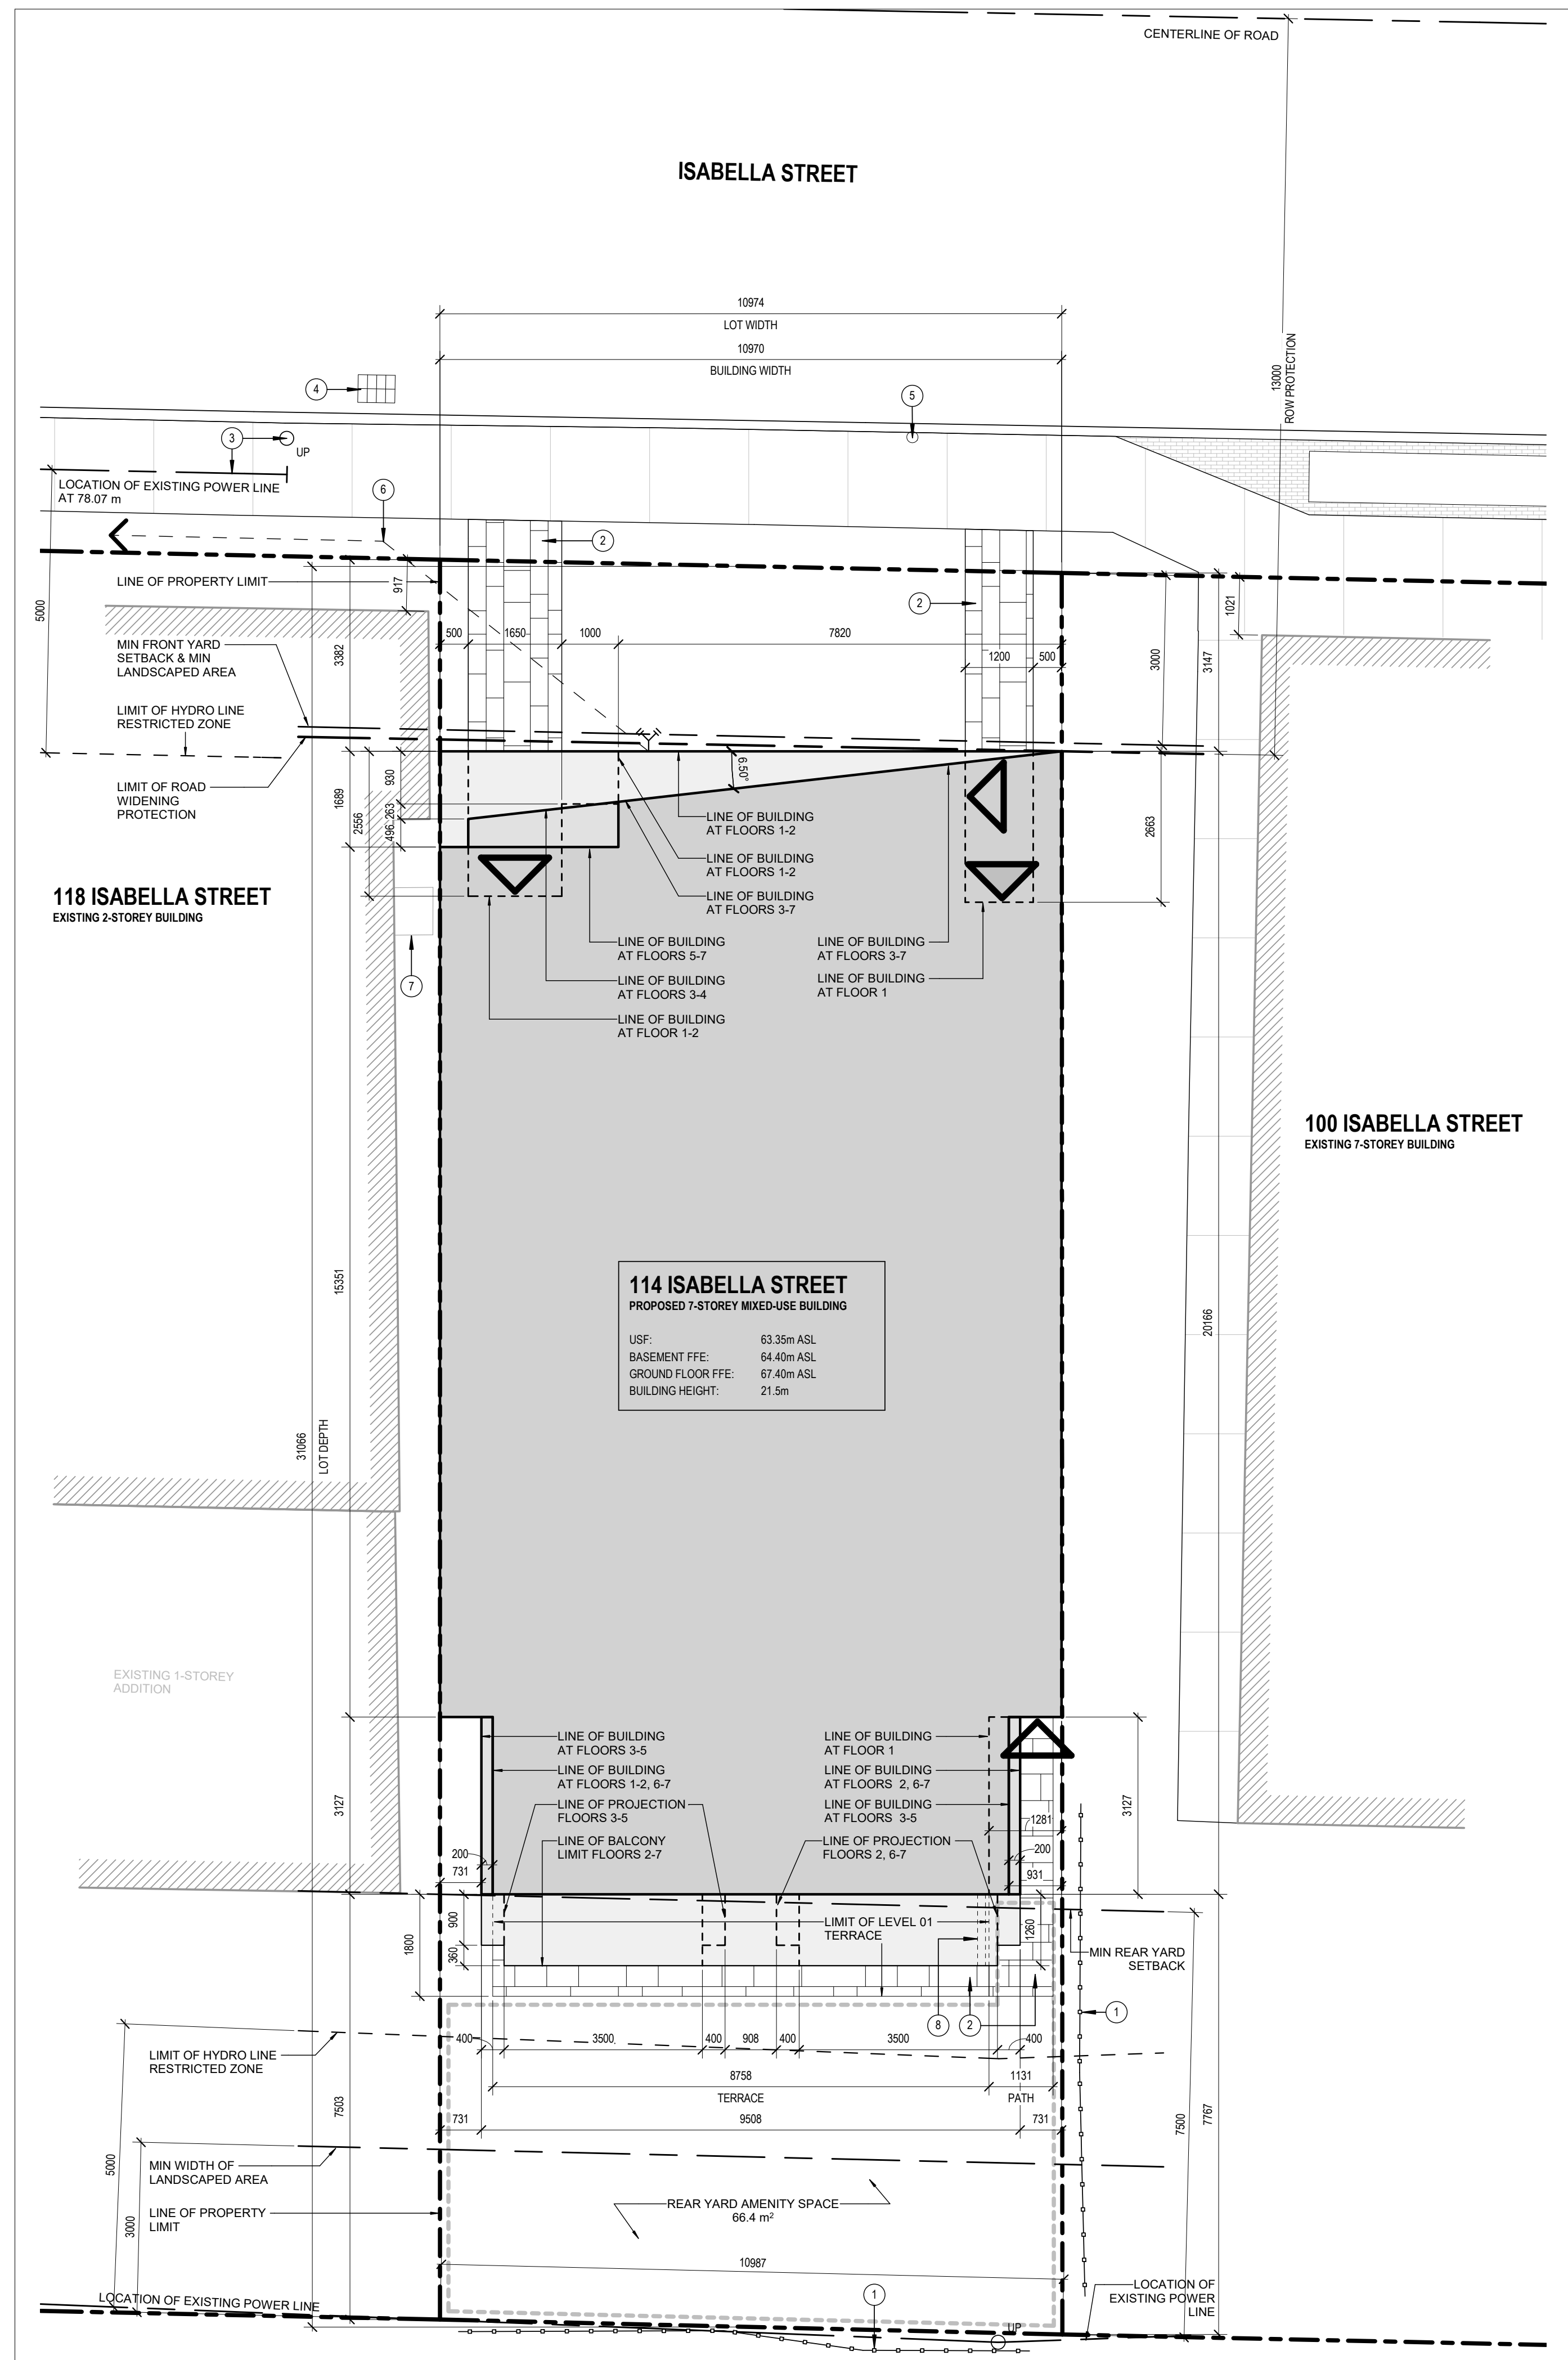 CENTERLINE OF ROAD
ISABELLA STREET
10974
LOT WIDTH
10970
BUILDING WIDTH
13000
ROW PROTECTION
4
5
3
UP
LOCATION OF EXISTING POWER LINE
AT 78.07 m
6
2
LINE OF PROPERTY LIMIT
917
5000
2
1021
MIN FRONT YARD
SETBACK & MIN
LANDSCAPED AREA
3382
500
1650
1000
7820
1200
500
3000
3147
LIMIT OF HYDRO LINE
RESTRICTED ZONE
LIMIT OF ROAD
WIDENING
PROTECTION
930
1689
2556
263
496
6.50°
2663
LINE OF BUILDING
AT FLOORS 1-2
LINE OF BUILDING
AT FLOORS 1-2
LINE OF BUILDING
AT FLOORS 3-7
118 ISABELLA STREET
EXISTING 2-STOREY BUILDING
7
LINE OF BUILDING
AT FLOORS 5-7
LINE OF BUILDING
AT FLOORS 3-4
LINE OF BUILDING
AT FLOOR 1-2
LINE OF BUILDING
AT FLOORS 3-7
LINE OF BUILDING
AT FLOOR 1
100 ISABELLA STREET
EXISTING 7-STOREY BUILDING
114 ISABELLA STREET
PROPOSED 7-STOREY MIXED-USE BUILDING
USF: 63.35m ASL
BASEMENT FFE: 64.40m ASL
GROUND FLOOR FFE: 67.40m ASL
BUILDING HEIGHT: 21.5m
15351
20166
31066
LOT DEPTH
EXISTING 1-STOREY
ADDITION
LINE OF BUILDING
AT FLOORS 3-5
LINE OF BUILDING
AT FLOORS 1-2, 6-7
LINE OF PROJECTION
FLOORS 3-5
LINE OF BALCONY
LIMIT FLOORS 2-7
LINE OF BUILDING
AT FLOOR 1
LINE OF BUILDING
AT FLOORS 2, 6-7
LINE OF BUILDING
AT FLOORS 3-5
LINE OF PROJECTION
FLOORS 2, 6-7
3127
3127
1281
200
731
200
931
900
360
1800
LIMIT OF LEVEL 01
TERRACE
1260
MIN REAR YARD
SETBACK
1
8
2
LIMIT OF HYDRO LINE
RESTRICTED ZONE
400
3500
400
908
400
3500
400
8758
TERRACE
1131
PATH
731
9508
731
7503
7500
7767
5000
3000
MIN WIDTH OF
LANDSCAPED AREA
LINE OF PROPERTY
LIMIT
REAR YARD AMENITY SPACE
66.4 m²
10987
LOCATION OF EXISTING POWER LINE
1
UP
LOCATION OF
EXISTING POWER
LINE